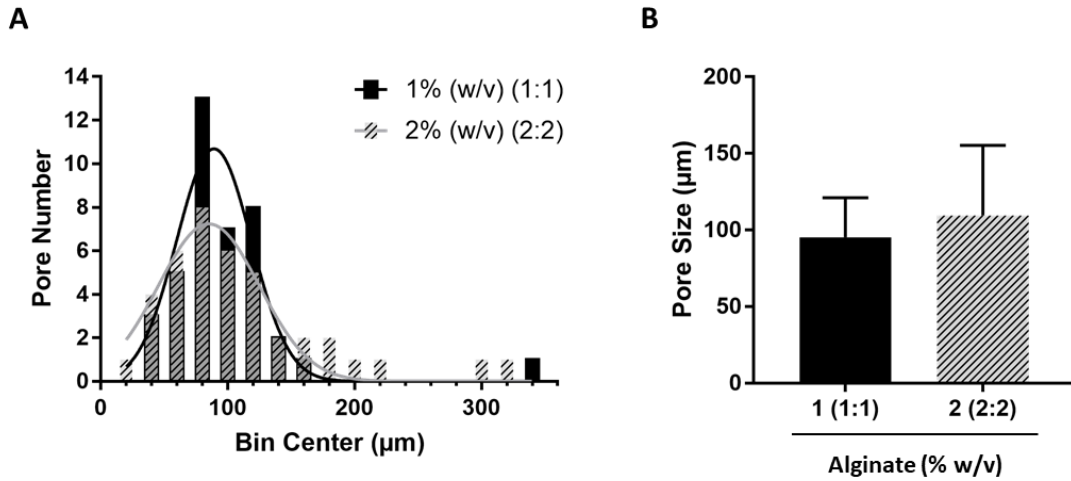 A
B
14
12
10
8
6
4
2
0
Pore Number
1% (w/v) (1:1)
2% (w/v) (2:2)
0
100
200
300
Bin Center (µm)
200
150
100
50
0
Pore Size (µm)
1 (1:1)
2 (2:2)
Alginate (% w/v)